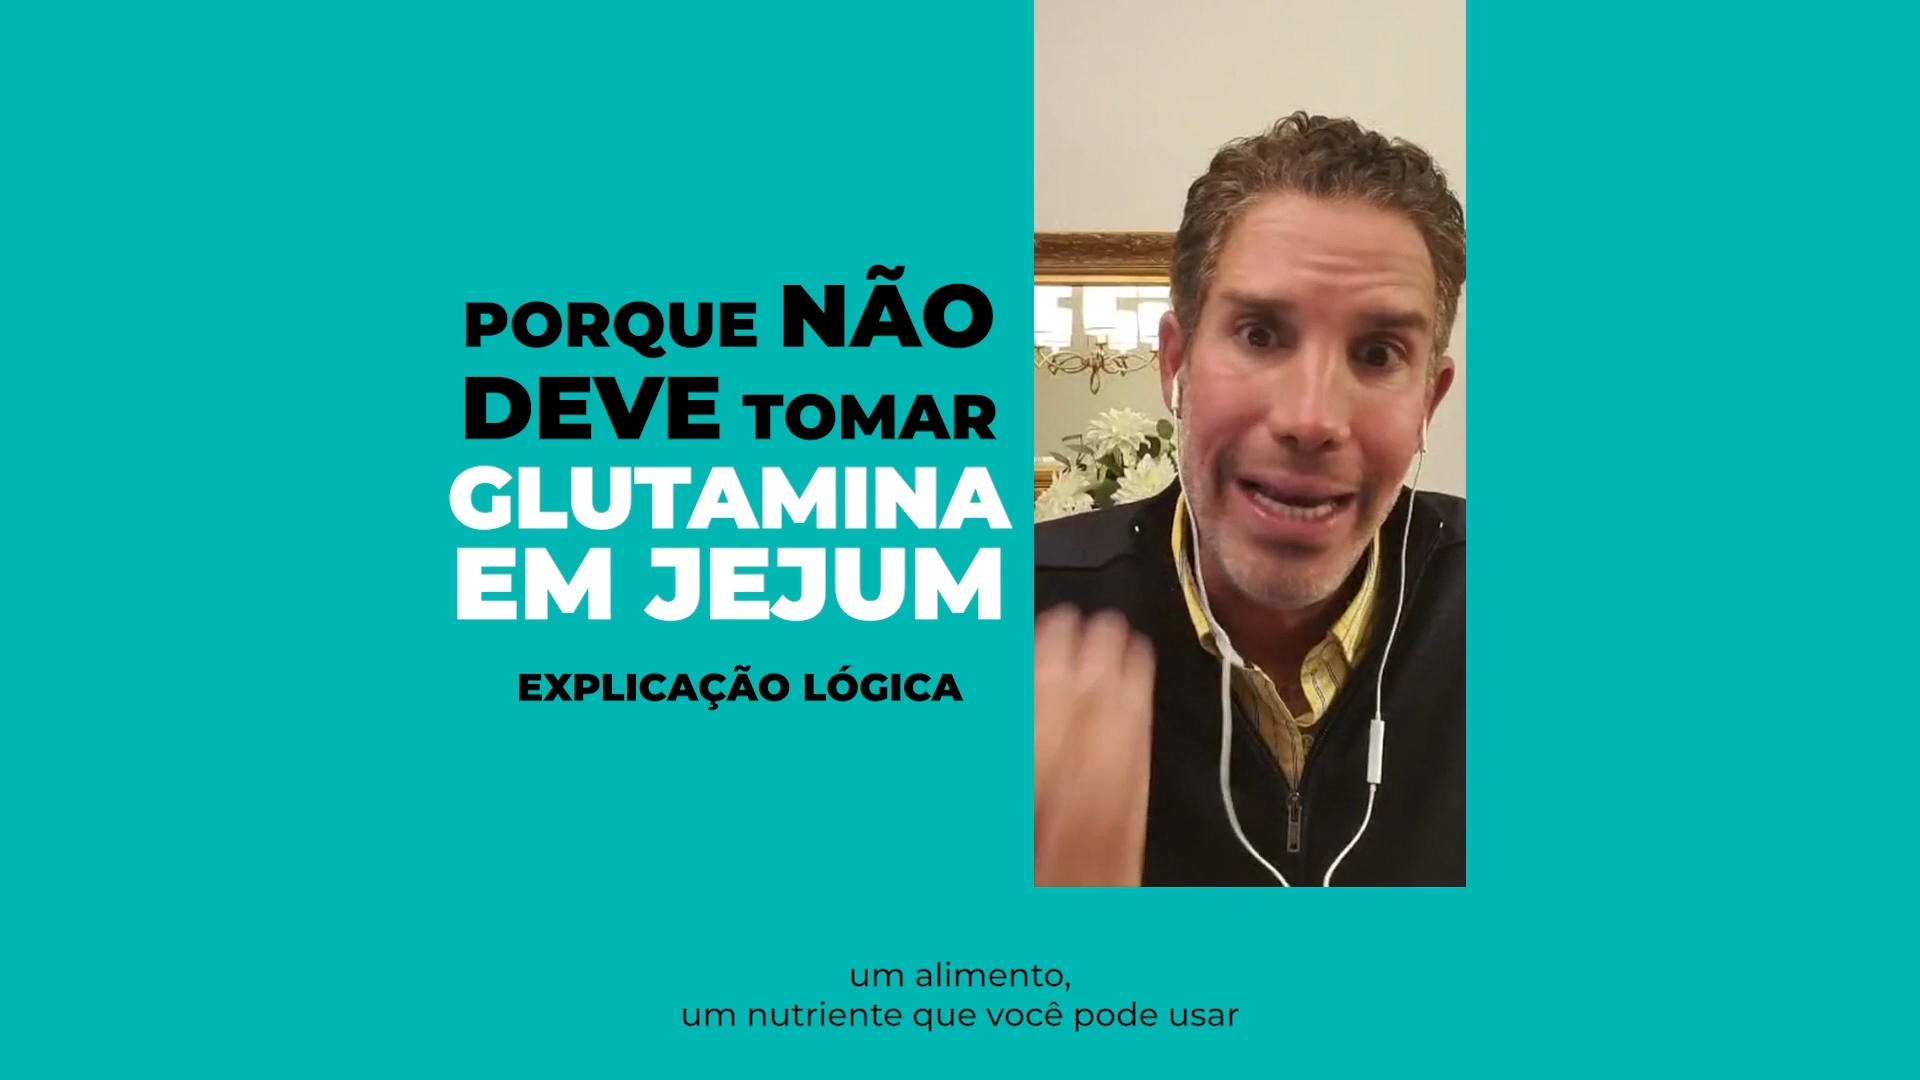 PORQUE NÃO
DEVE TOMAR
GLUTAMINA
EM JEJUM
EXPLICAÇÃO LÓGICA
um alimento,
um nutriente que você pode usar